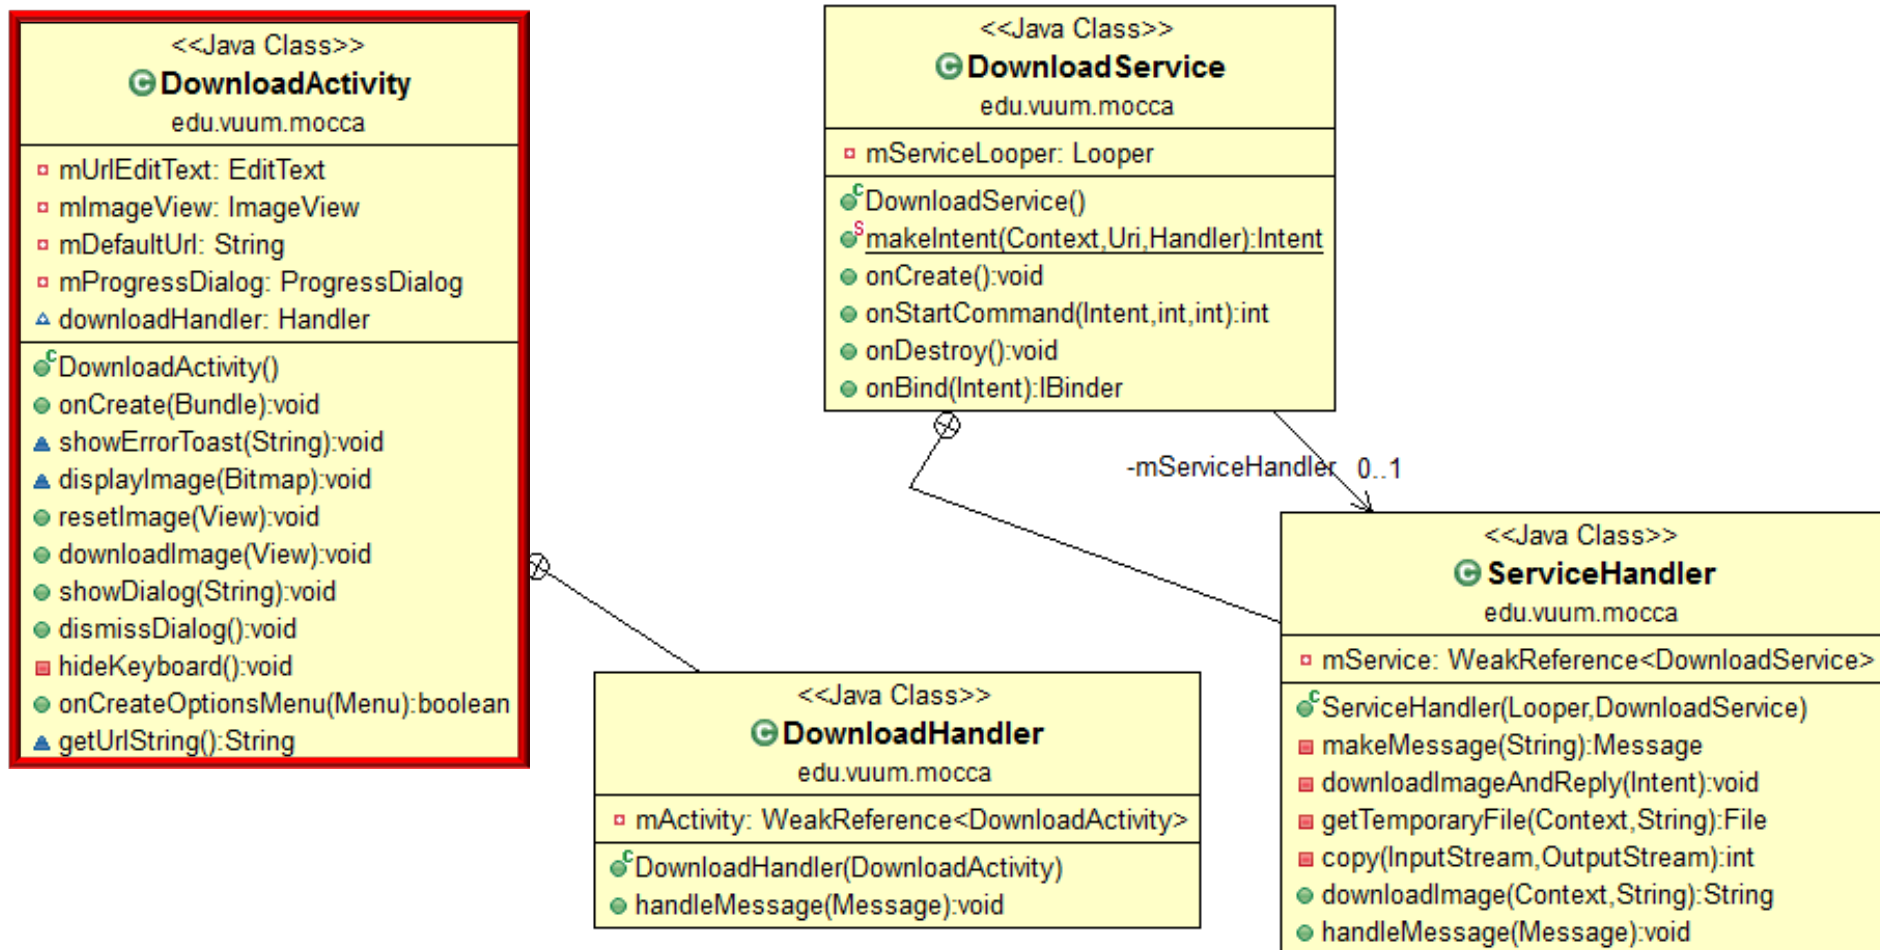 <<Java Class>>
DownloadActivity
edu.vuum.mocca
mUrlEditText: EditText
mImageView: ImageView
mDefaultUrl: String
mProgressDialog: ProgressDialog
downloadHandler: Handler
DownloadActivity()
onCreate(Bundle):void
showErrorToast(String):void
displayImage(Bitmap):void
resetImage(View):void
downloadImage(View):void
showDialog(String):void
dismissDialog():void
hideKeyboard():void
onCreateOptionsMenu(Menu):boolean
getUrlString():String
<<Java Class>>
DownloadService
edu.vuum.mocca
mServiceLooper: Looper
DownloadService()
makeIntent(Context,Uri,Handler):Intent
onCreate():void
onStartCommand(Intent,int,int):int
onDestroy():void
onBind(Intent):IBinder
-mServiceHandler 0..1
<<Java Class>>
DownloadHandler
edu.vuum.mocca
mActivity: WeakReference<DownloadActivity>
DownloadHandler(DownloadActivity)
handleMessage(Message):void
<<Java Class>>
ServiceHandler
edu.vuum.mocca
mService: WeakReference<DownloadService>
ServiceHandler(Looper,DownloadService)
makeMessage(String):Message
downloadImageAndReply(Intent):void
getTemporaryFile(Context,String):File
copy(InputStream,OutputStream):int
downloadImage(Context,String):String
handleMessage(Message):void